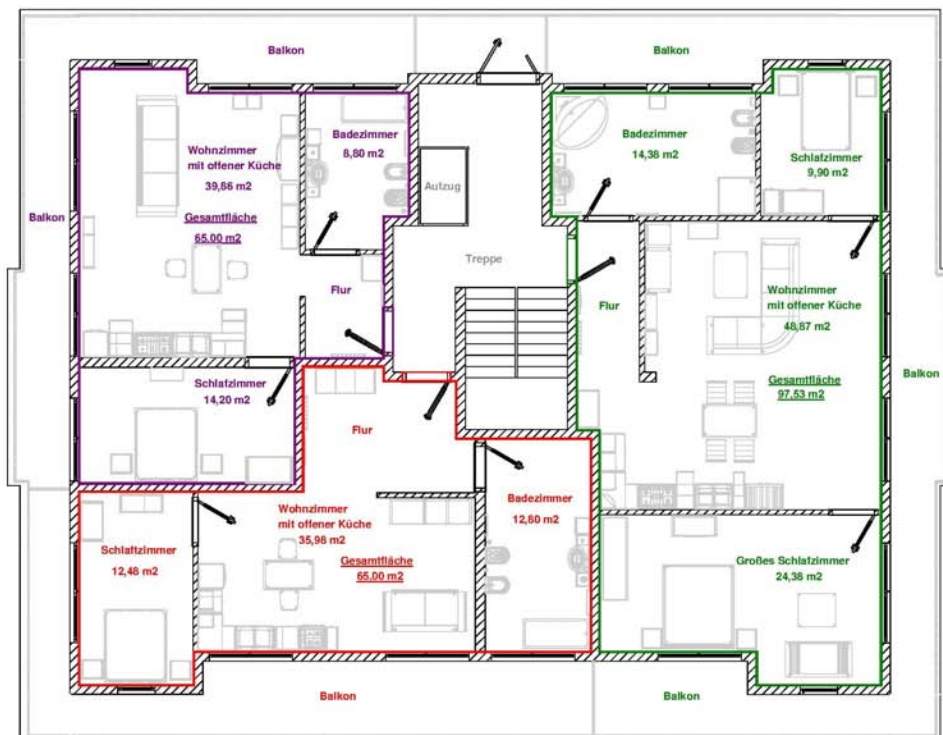 Balkon
Balkon
Wohnzimmer
mit offener Küche
39,86 m2
Gesamtfläche
65.00 m2
Badezimmer
8,80 m2
Aufzug
Badezimmer
14,38 m2
Schlafzimmer
9,90 m2
Balkon
Treppe
Flur
Flur
Wohnzimmer
mit offener Küche
48,87 m2
Gesamtfläche
97.53 m2
Balkon
Schlafzimmer
14,20 m2
Flur
Wohnzimmer
mit offener Küche
35,98 m2
Gesamtfläche
65.00 m2
Badezimmer
12,80 m2
Schlaftzimmer
12,48 m2
Großes Schlafzimmer
24,38 m2
Balkon
Balkon